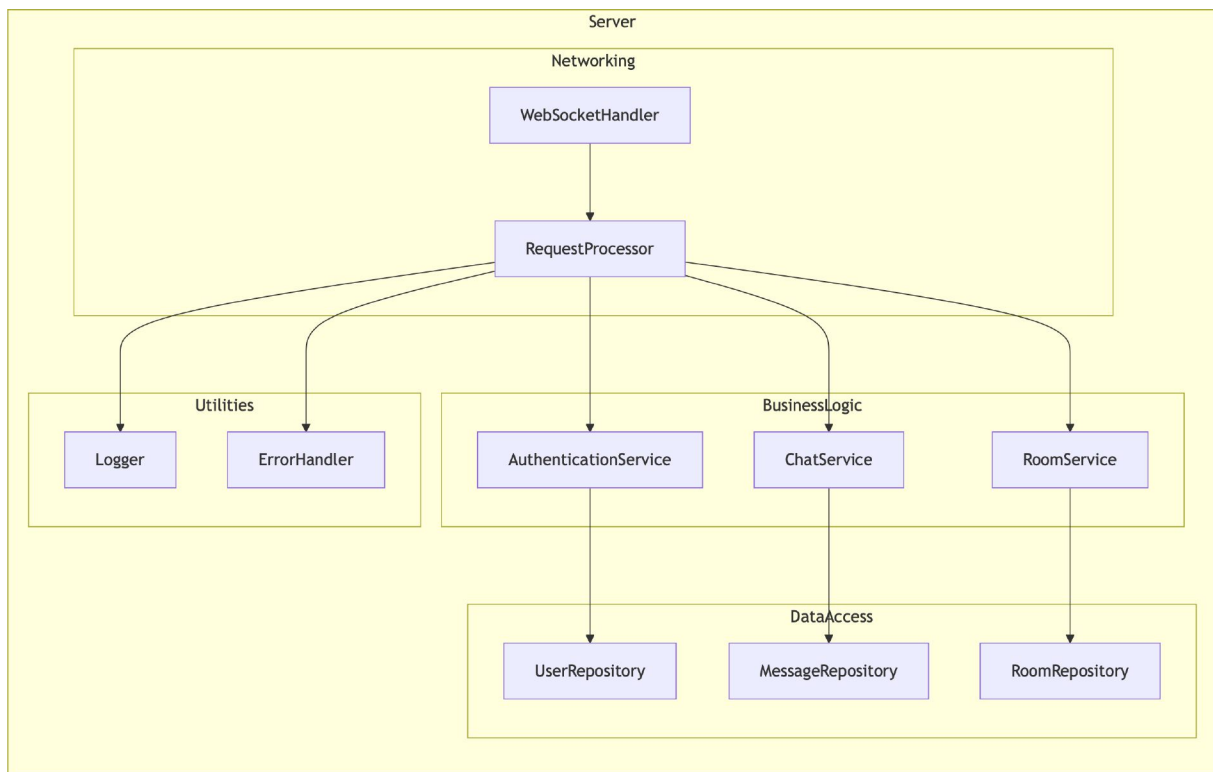 Server
Networking
WebSocketHandler
RequestProcessor
Utilities
BusinessLogic
Logger
ErrorHandler
AuthenticationService
ChatService
RoomService
DataAccess
UserRepository
MessageRepository
RoomRepository